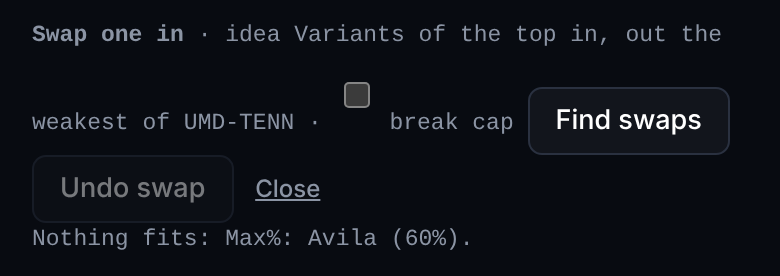 Swap one in · idea Variants of the top in, out the
weakest of UMD-TENN · break cap Find swaps
Undo swap Close
Nothing fits: Max%: Avila (60%).